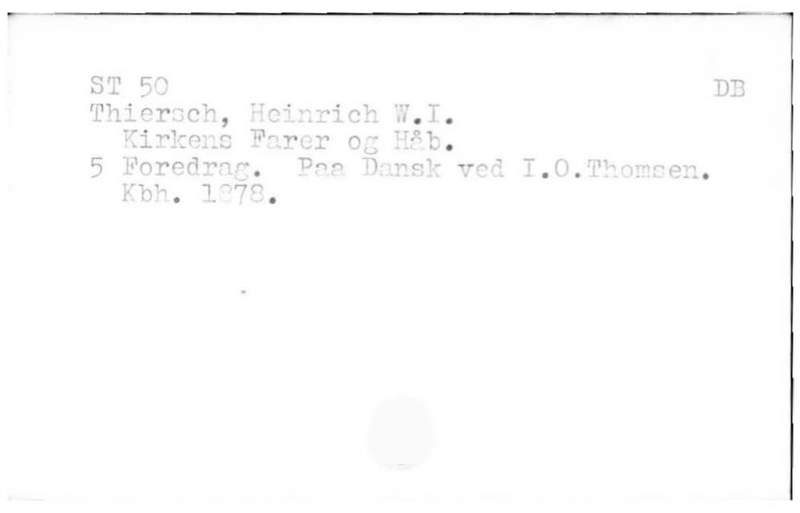 ST 50 DB
Thiersch, Heinrich W.I.
Kirkens Farer og Håb.
5 Foredrag. Paa Dansk ved I.O.Thomsen.
Kbh. 1878.